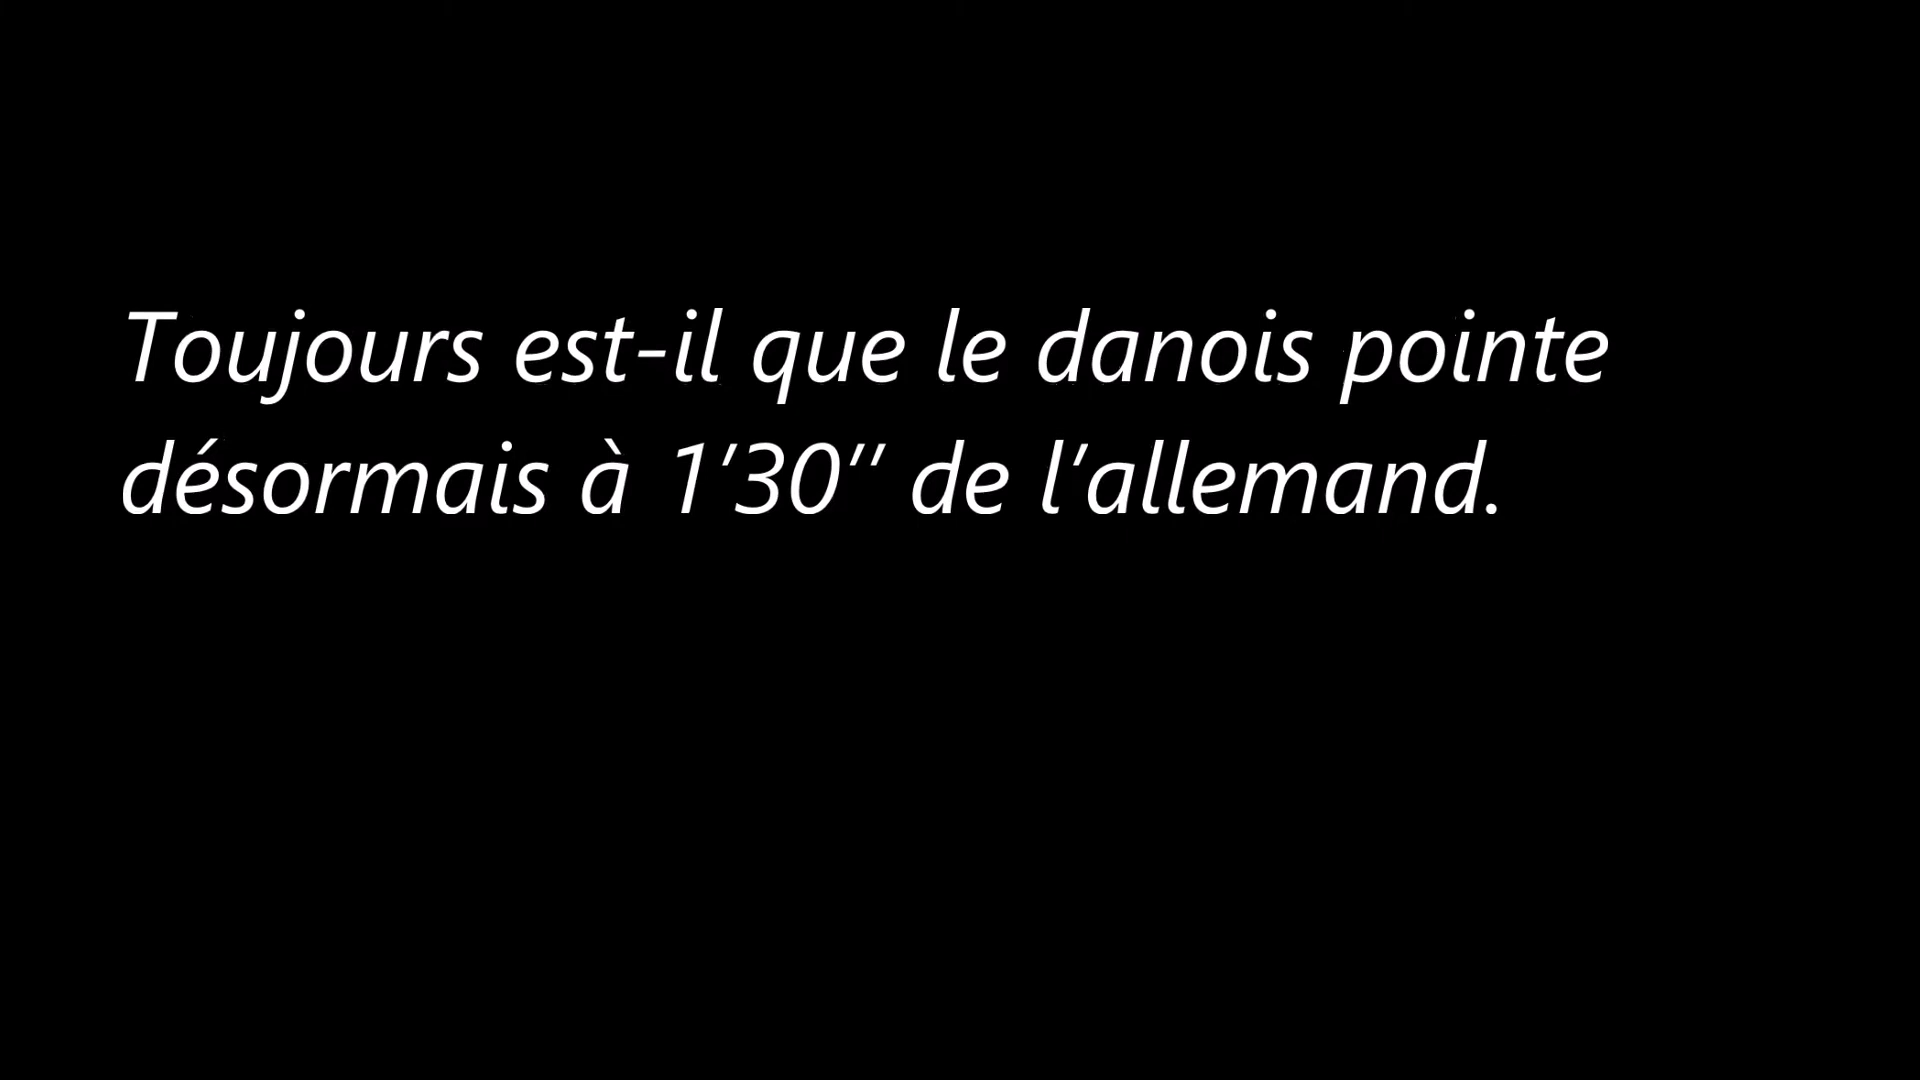 Toujours est-il que le danois pointe
désormais à 1’30’’ de l’allemand.